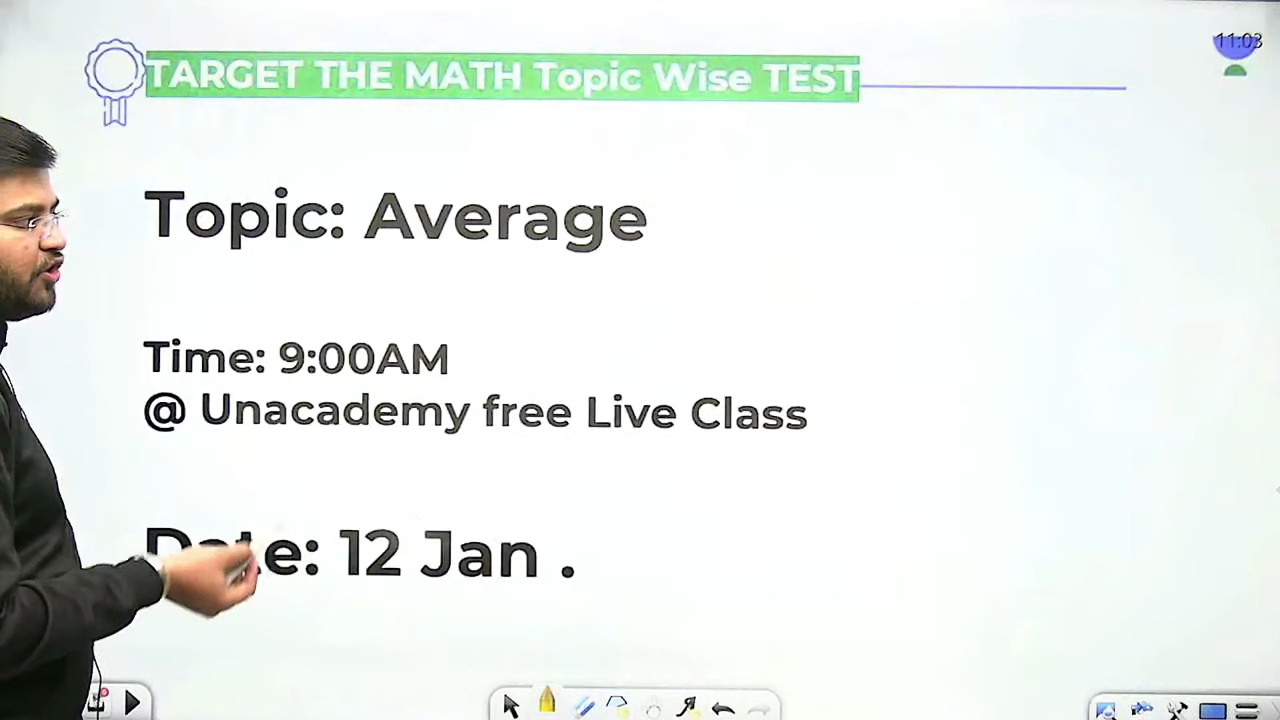 11:03
TARGET THE MATH Topic Wise TEST
Topic: Average
Time: 9:00AM
@ Unacademy free Live Class
Date: 12 Jan .